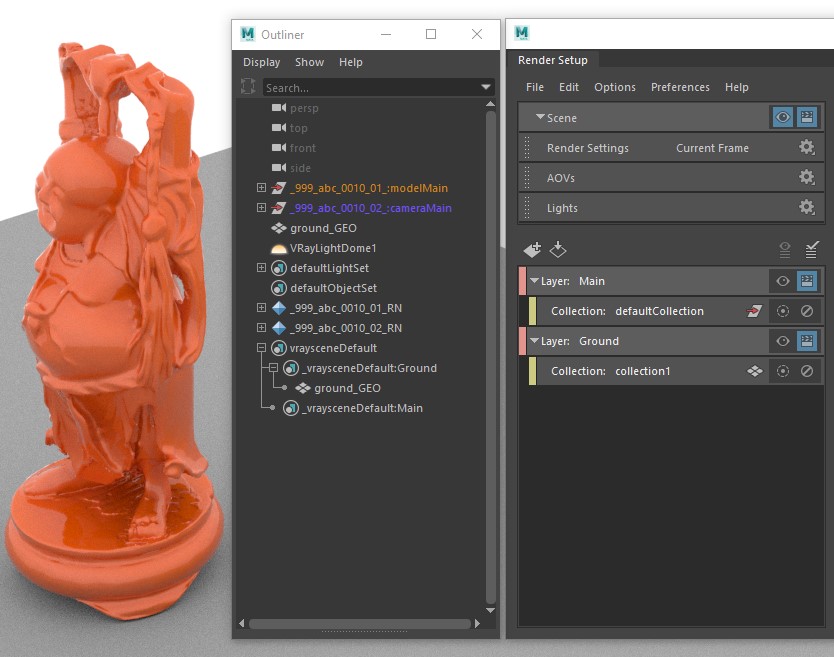 Outliner
Display Show Help
Search...
persp
top
front
side
_999_abc_0010_01_:modelMain
_999_abc_0010_02_:cameraMain
ground_GEO
VRayLightDome1
defaultLightSet
defaultObjectSet
_999_abc_0010_01_RN
_999_abc_0010_02_RN
vraysceneDefault
_vraysceneDefault:Ground
ground_GEO
_vraysceneDefault:Main
Render Setup
File Edit Options Preferences Help
Scene
Render Settings Current Frame
AOVs
Lights
Layer: Main
Collection: defaultCollection
Layer: Ground
Collection: collection1